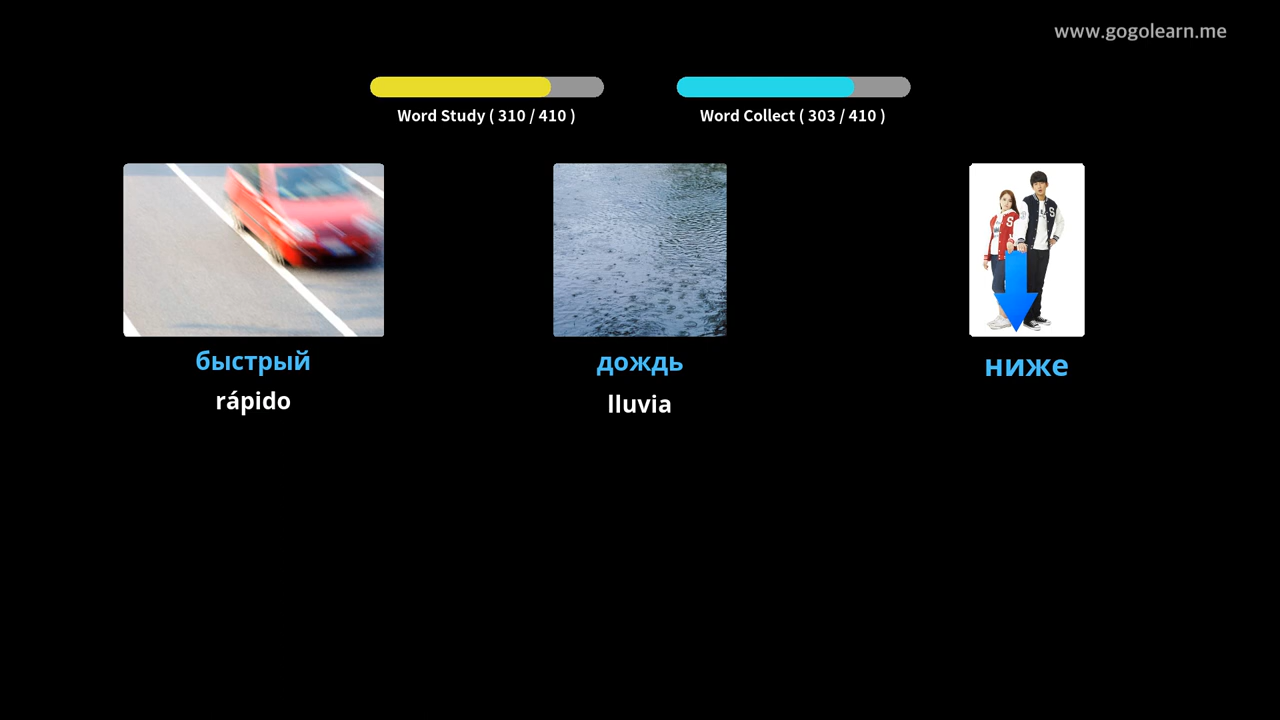 www.gogolearn.me
Word Study ( 310 / 410 )
Word Collect ( 303 / 410 )
быстрый
rápido
дождь
lluvia
ниже